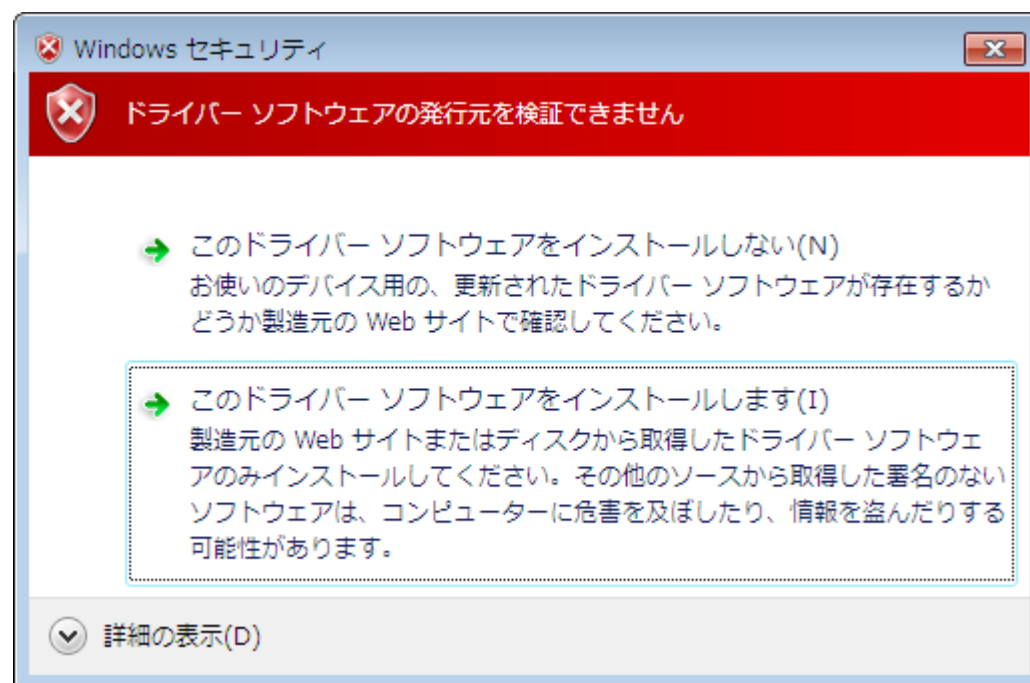 Windows セキュリティ
ドライバー ソフトウェアの発行元を検証できません
このドライバー ソフトウェアをインストールしない(N)
お使いのデバイス用の、更新されたドライバー ソフトウェアが存在するか
どうか製造元の Web サイトで確認してください。
このドライバー ソフトウェアをインストールします(I)
製造元の Web サイトまたはディスクから取得したドライバー ソフトウェ
アのみインストールしてください。その他のソースから取得した署名のない
ソフトウェアは、コンピューターに危害を及ぼしたり、情報を盗んだりする
可能性があります。
詳細の表示(D)